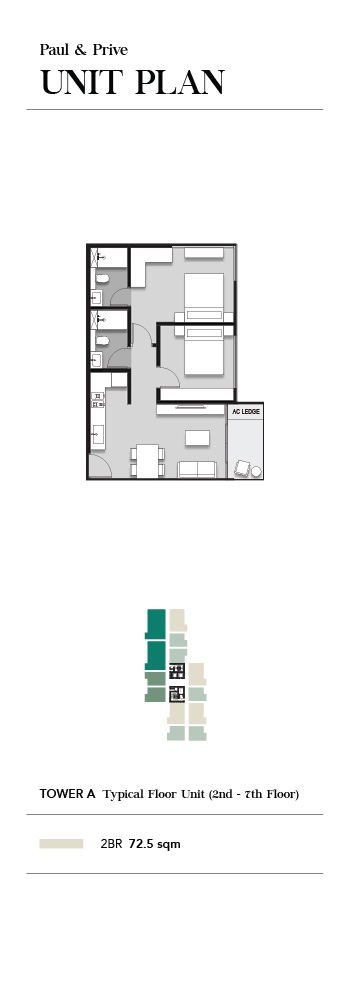 Paul & Prive
UNIT PLAN
AC LEDGE
TOWER A Typical Floor Unit (2nd - 7th Floor)
2BR 72.5 sqm